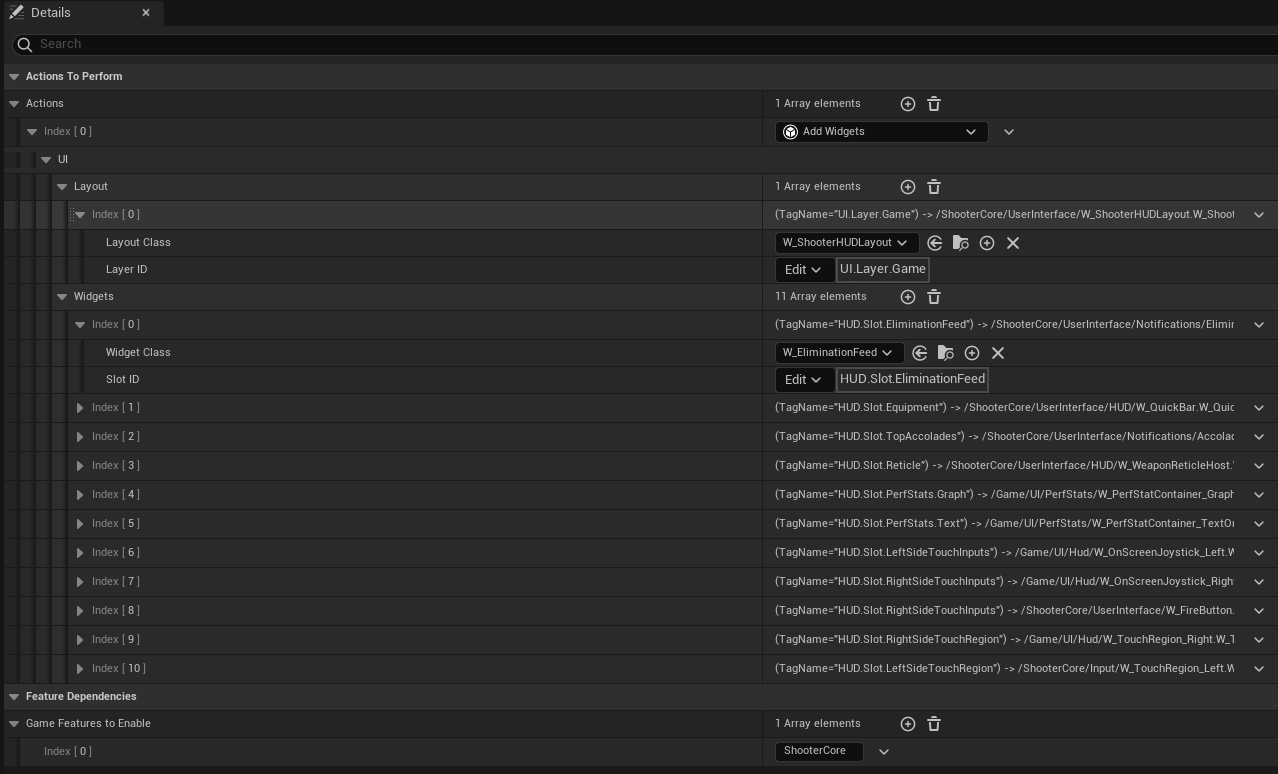 Details
Search
Actions To Perform
Actions 1 Array elements
Index [ 0 ] Add Widgets
UI
Layout 1 Array elements
Index [ 0 ] (TagName="UI.Layer.Game") -> /ShooterCore/UserInterface/W_ShooterHUDLayout.W_Shoot
Layout Class W_ShooterHUDLayout
Layer ID Edit UI.Layer.Game
Widgets 11 Array elements
Index [ 0 ] (TagName="HUD.Slot.EliminationFeed") -> /ShooterCore/UserInterface/Notifications/Elimir
Widget Class W_EliminationFeed
Slot ID Edit HUD.Slot.EliminationFeed
Index [ 1 ] (TagName="HUD.Slot.Equipment") -> /ShooterCore/UserInterface/HUD/W_QuickBar.W_Quic
Index [ 2 ] (TagName="HUD.Slot.TopAccolades") -> /ShooterCore/UserInterface/Notifications/Accolac
Index [ 3 ] (TagName="HUD.Slot.Reticle") -> /ShooterCore/UserInterface/HUD/W_WeaponReticleHost.
Index [ 4 ] (TagName="HUD.Slot.PerfStats.Graph") -> /Game/UI/PerfStats/W_PerfStatContainer_Graph
Index [ 5 ] (TagName="HUD.Slot.PerfStats.Text") -> /Game/UI/PerfStats/W_PerfStatContainer_TextOr
Index [ 6 ] (TagName="HUD.Slot.LeftSideTouchInputs") -> /Game/UI/Hud/W_OnScreenJoystick_Left.W
Index [ 7 ] (TagName="HUD.Slot.RightSideTouchInputs") -> /Game/UI/Hud/W_OnScreenJoystick_Righ
Index [ 8 ] (TagName="HUD.Slot.RightSideTouchInputs") -> /ShooterCore/UserInterface/W_FireButton.
Index [ 9 ] (TagName="HUD.Slot.RightSideTouchRegion") -> /Game/UI/Hud/W_TouchRegion_Right.W_T
Index [ 10 ] (TagName="HUD.Slot.LeftSideTouchRegion") -> /ShooterCore/Input/W_TouchRegion_Left.W
Feature Dependencies
Game Features to Enable 1 Array elements
Index [ 0 ] ShooterCore